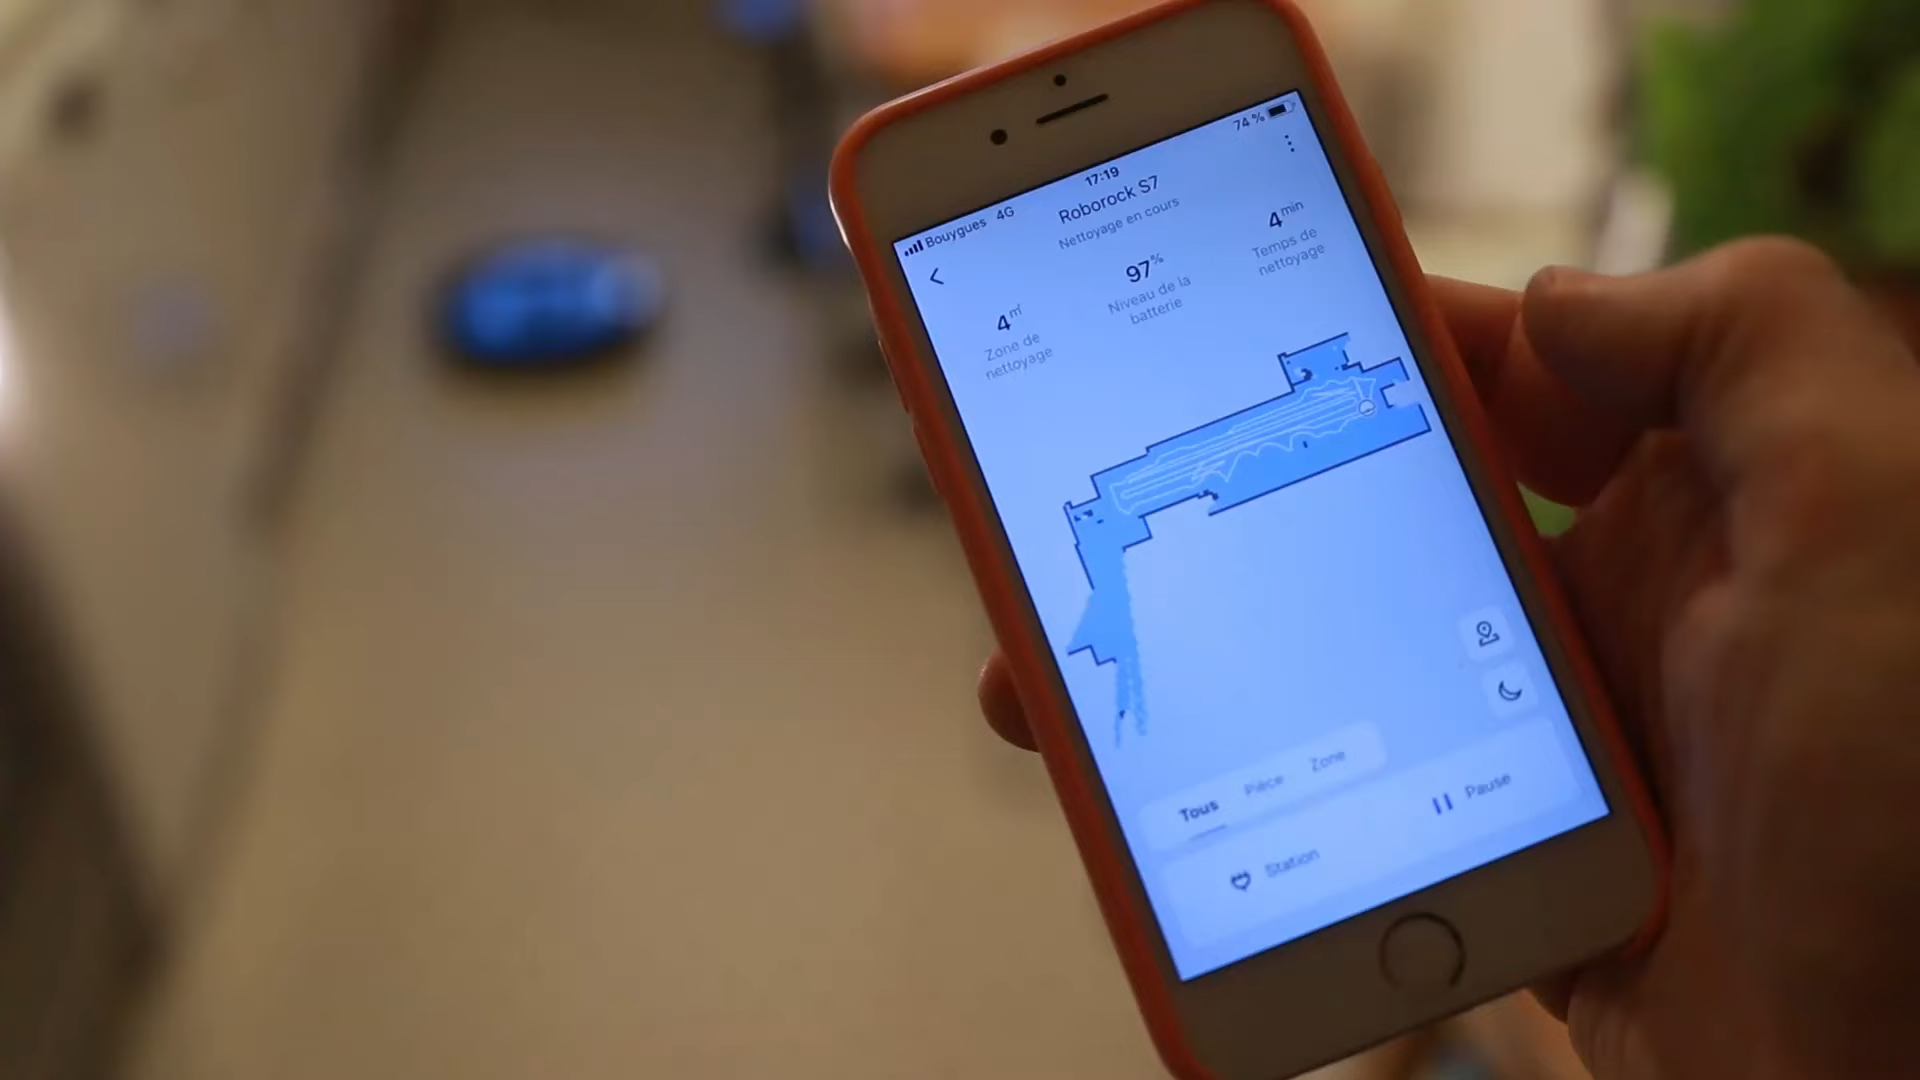 Bouygues 4G
17:19
74 %
Roborock S7
Nettoyage en cours
4 m²
Zone de
nettoyage
97%
Niveau de la
batterie
4 min
Temps de
nettoyage
Tous Pièce Zone
Station
Pause